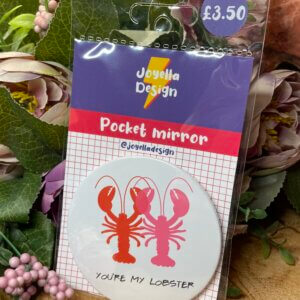 £3.50
Joyella
Design
Pocket mirror
@joyelladesign
YOU'RE MY LOBSTER